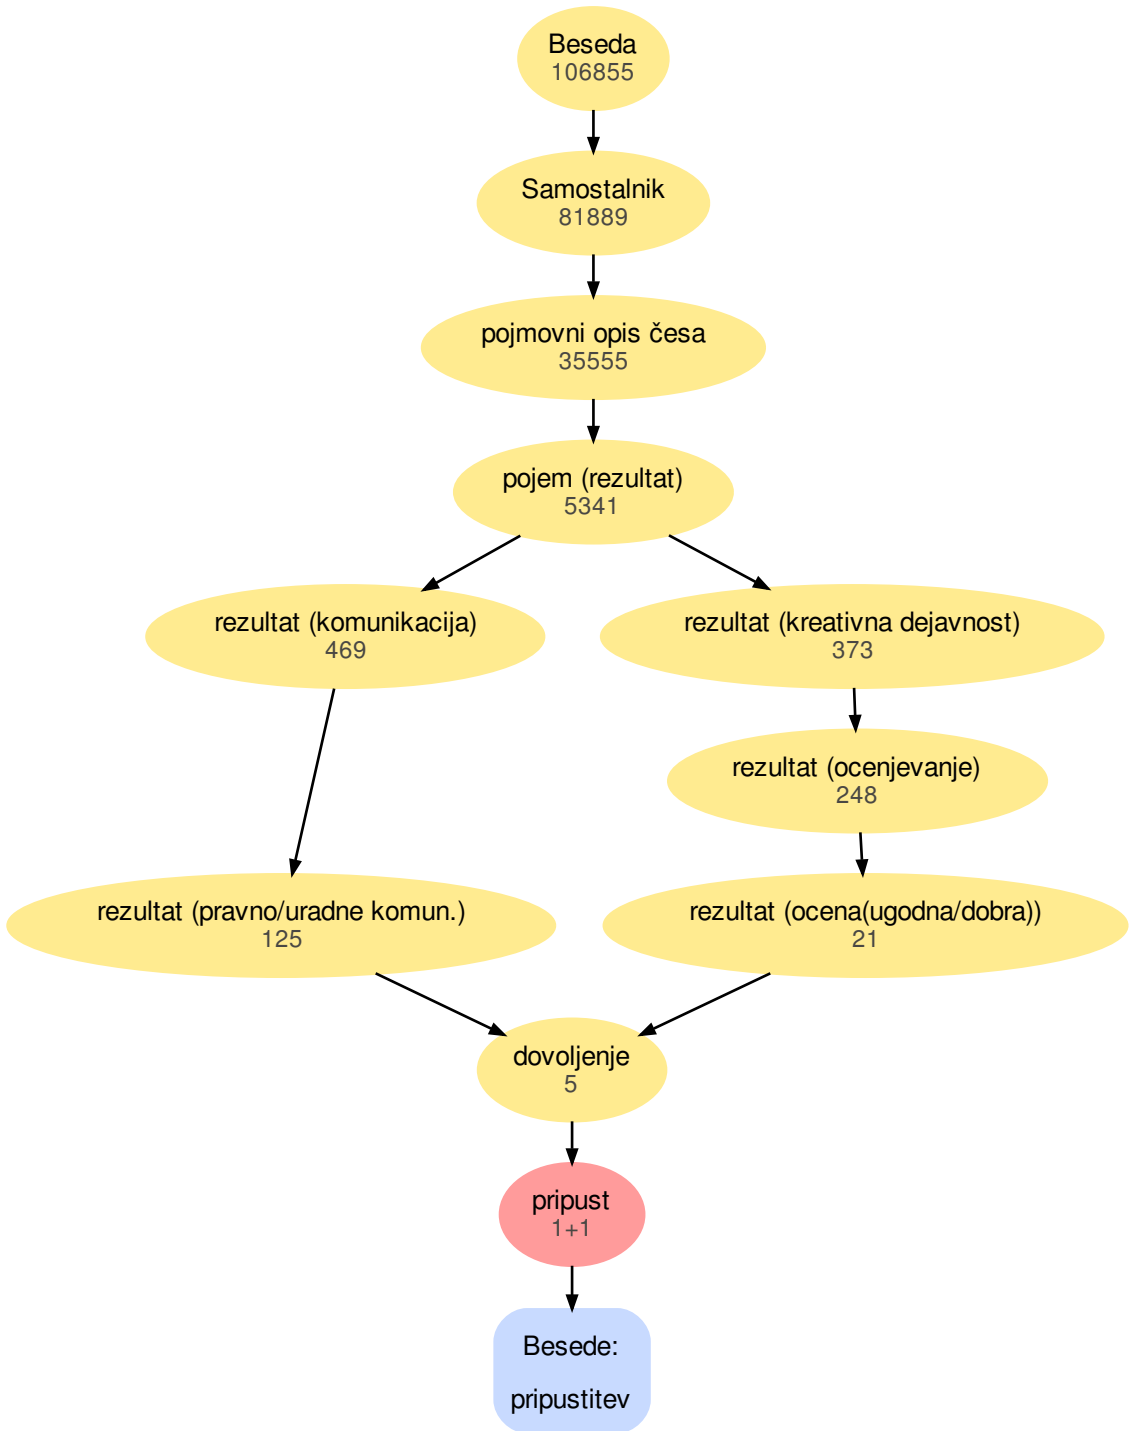 Beseda
106855
Samostalnik
81889
pojmovni opis česa
35555
pojem (rezultat)
5341
rezultat (komunikacija)
469
rezultat (kreativna dejavnost)
373
rezultat (ocenjevanje)
248
rezultat (pravno/uradne komun.)
125
rezultat (ocena(ugodna/dobra))
21
dovoljenje
5
pripust
1+1
Besede:
pripustitev